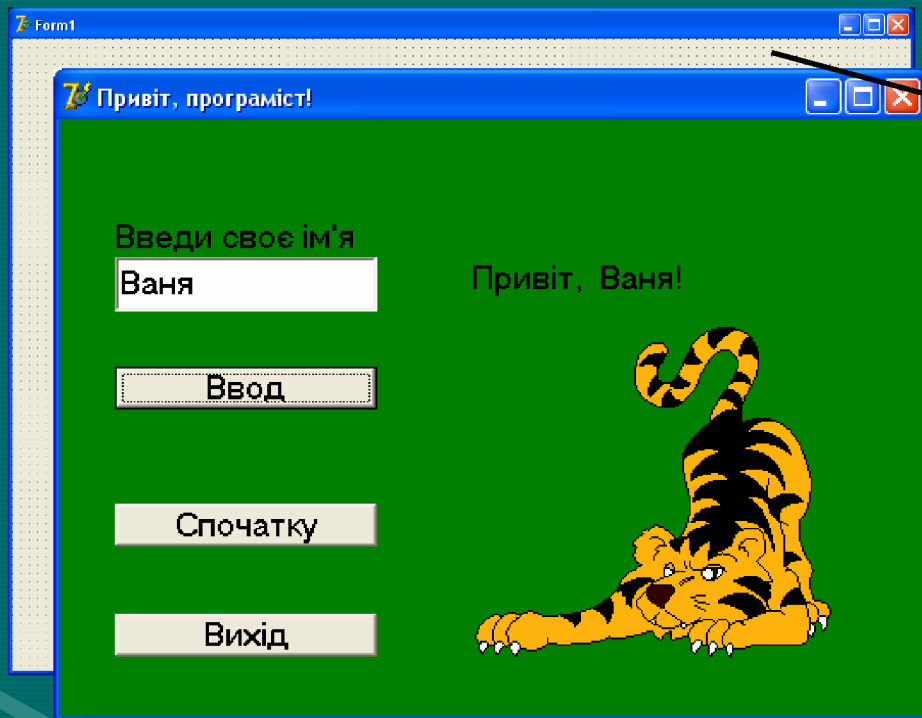 Form1
Привіт, програміст!
Введи своє ім'я
Ваня
Привіт, Ваня!
Ввод
Спочатку
Вихід